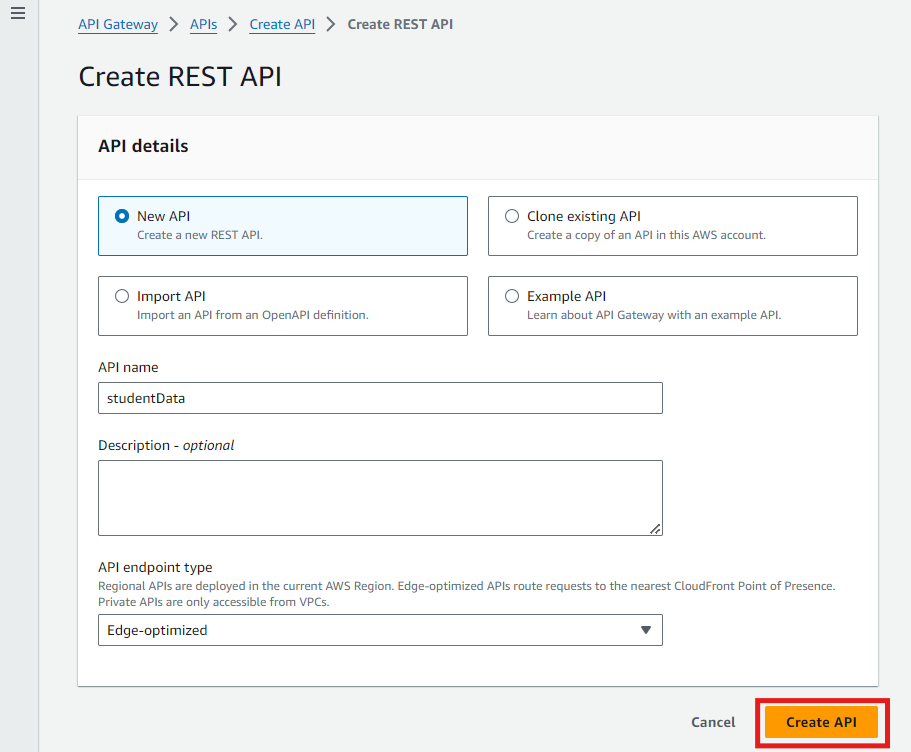 API Gateway > APIs > Create API > Create REST API
Create REST API
API details
New API
Create a new REST API.
Clone existing API
Create a copy of an API in this AWS account.
Import API
Import an API from an OpenAPI definition.
Example API
Learn about API Gateway with an example API.
API name
studentData
Description - optional
API endpoint type
Regional APIs are deployed in the current AWS Region. Edge-optimized APIs route requests to the nearest CloudFront Point of Presence.
Private APIs are only accessible from VPCs.
Edge-optimized
Cancel
Create API